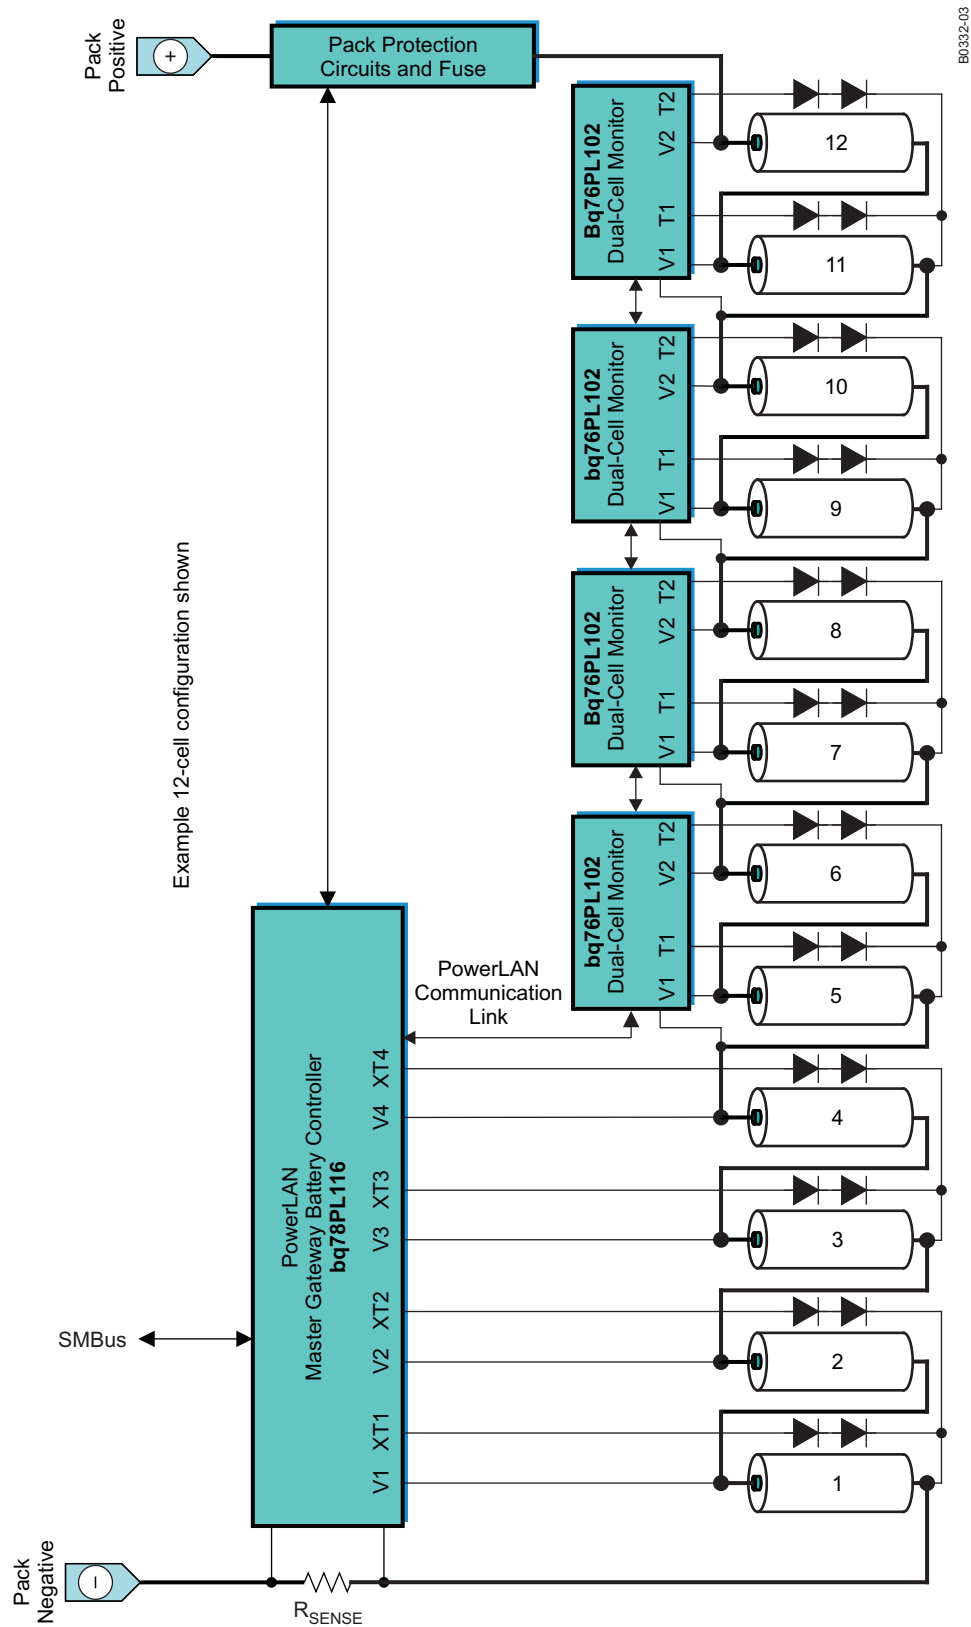 Pack
Positive
+
Pack Protection
Circuits and Fuse
B0332-03
Example 12-cell configuration shown
SMBus
PowerLAN
Master Gateway Battery Controller
bq78PL116
V1
XT1
V2
XT2
V3
XT3
V4
XT4
PowerLAN
Communication
Link
bq76PL102
Dual-Cell Monitor
V1
T1
V2
T2
Bq76PL102
Dual-Cell Monitor
V1
T1
V2
T2
bq76PL102
Dual-Cell Monitor
V1
T1
V2
T2
Bq76PL102
Dual-Cell Monitor
V1
T1
V2
T2
1
2
3
4
5
6
7
8
9
10
11
12
Pack
Negative
–
RSENSE